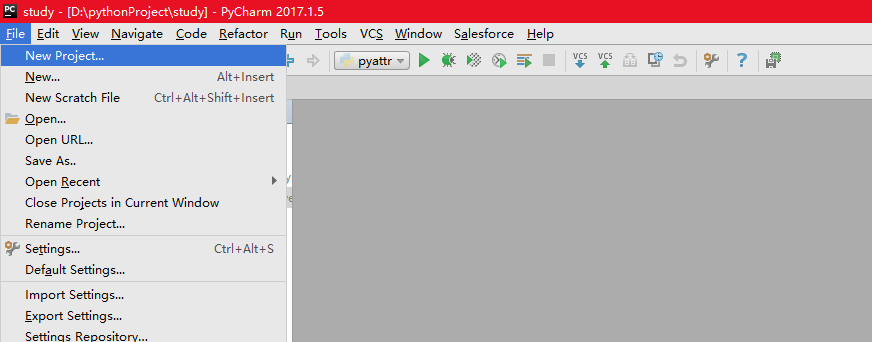 PC study - [D:\pythonProject\study] - PyCharm 2017.1.5
File Edit View Navigate Code Refactor Run Tools VCS Window Salesforce Help
New Project...
pyattr VCS VCS ?
New... Alt+Insert
New Scratch File Ctrl+Alt+Shift+Insert
Open...
Open URL...
Save As..
Open Recent
Close Projects in Current Window
Rename Project...
Settings... Ctrl+Alt+S
Default Settings...
Import Settings...
Export Settings...
Settings Repository...